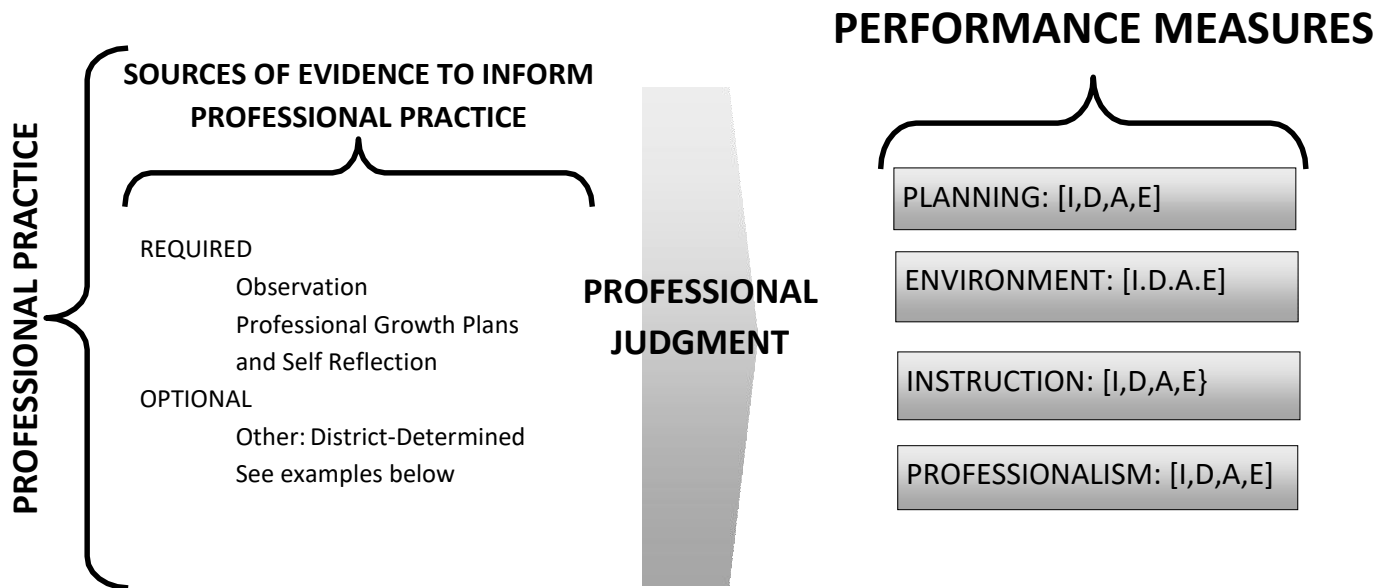 PROFESSIONAL PRACTICE
SOURCES OF EVIDENCE TO INFORM
PROFESSIONAL PRACTICE
REQUIRED
Observation
Professional Growth Plans
and Self Reflection
OPTIONAL
Other: District-Determined
See examples below
PROFESSIONAL
JUDGMENT
PERFORMANCE MEASURES
PLANNING: [I,D,A,E]
ENVIRONMENT: [I.D.A.E]
INSTRUCTION: [I,D,A,E}
PROFESSIONALISM: [I,D,A,E]